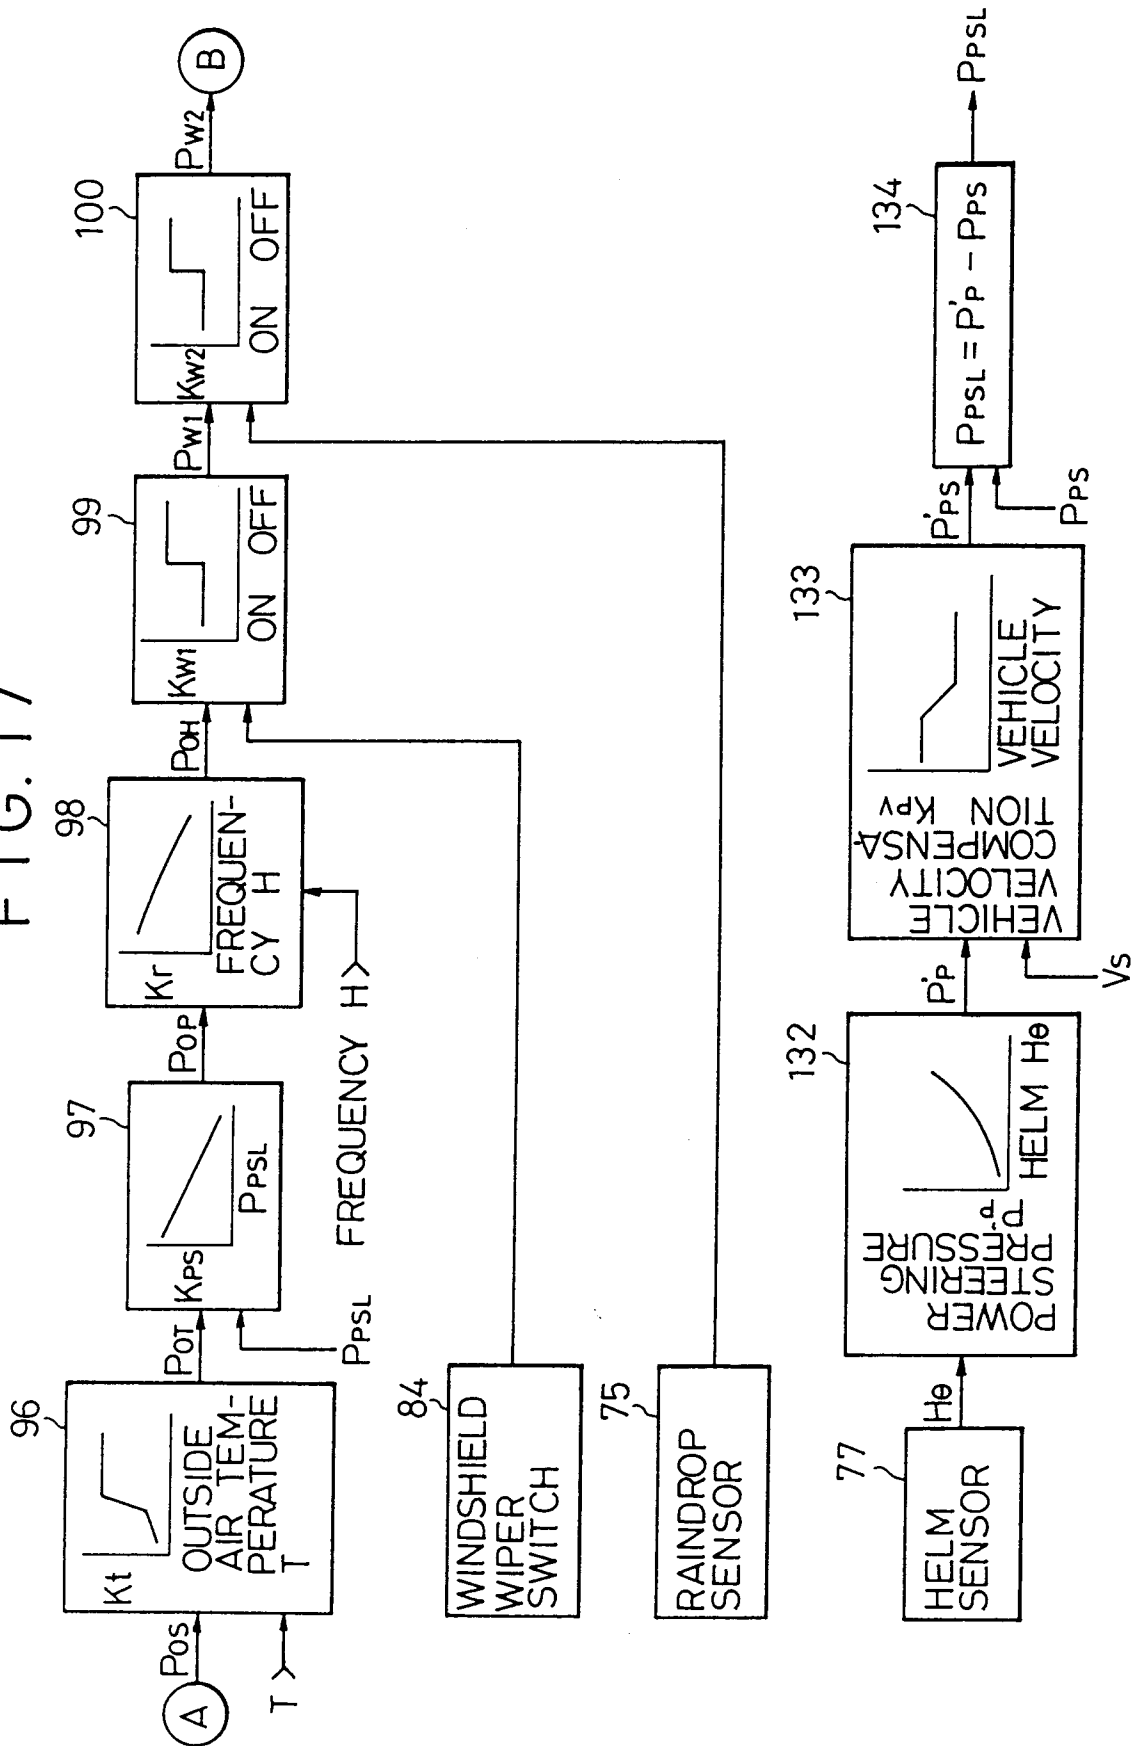 FIG. 17
A
POS
T
96
Kt
OUTSIDE
AIR TEM-
PERATURE
T
POT
PPSL
97
KPS
PPSL
POP
98
Kr
FREQUEN-
CY H
FREQUENCY H
POH
99
KW1
ON OFF
PW1
100
KW2
ON OFF
PW2
B
84
WINDSHIELD
WIPER
SWITCH
75
RAINDROP
SENSOR
77
HELM
SENSOR
Hθ
132
POWER
STEERING
PRESSURE
P'P
HELM Hθ
P'P
VS
133
VEHICLE
VELOCITY
COMPENSA-
TION KPV
VEHICLE
VELOCITY
P'PS
PPS
134
PPSL = P'P - PPS
PPSL